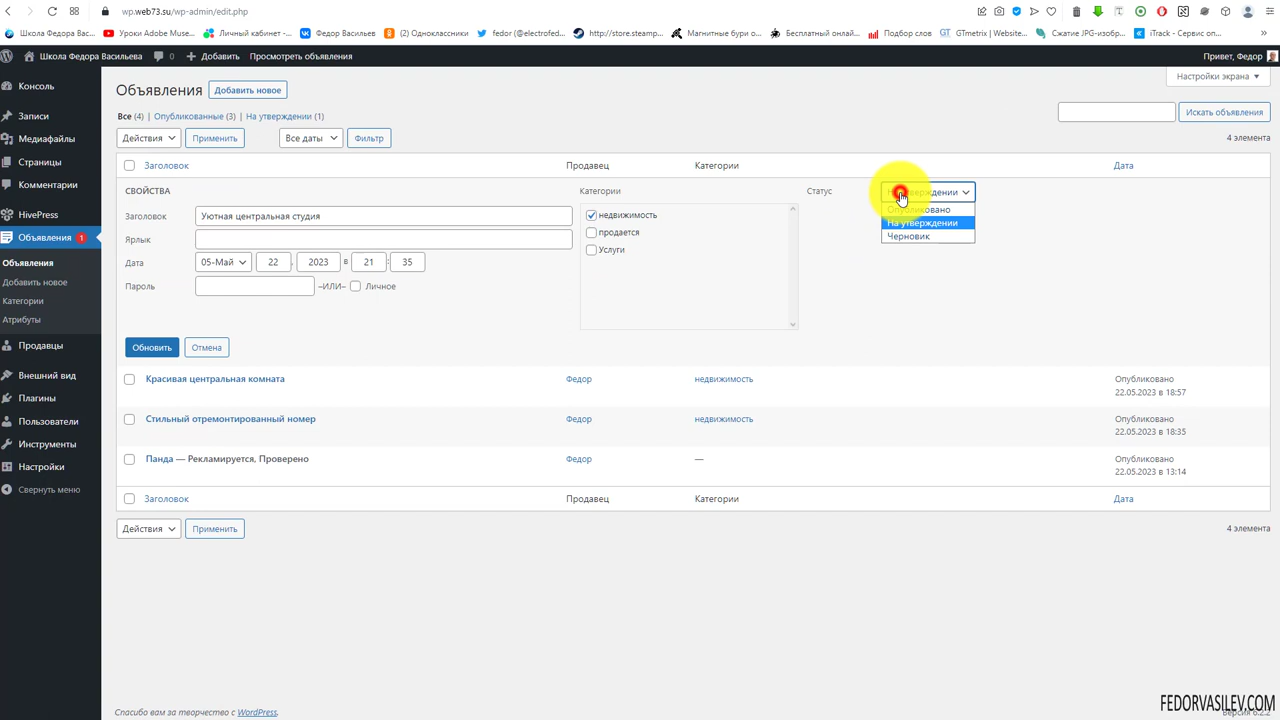 wp.web73.su/wp-admin/edit.php
Школа Федора Васил...
Уроки Adobe Muse...
Личный кабинет -...
Федор Васильев
(2) Одноклассники
fedor (@electrofed...
http://store.steamp...
Магнитные бури о...
Бесплатный онлай...
Подбор слов
GTmetrix | Website...
Сжатие JPG-изобр...
iTrack - Сервис оп...
Школа Федора Васильева
0
Добавить
Просмотреть объявления
Привет, Федор
Консоль
Записи
Медиафайлы
Страницы
Комментарии
HivePress
Объявления 1
Объявления
Добавить новое
Категории
Атрибуты
Продавцы
Внешний вид
Плагины
Пользователи
Инструменты
Настройки
Свернуть меню
Настройки экрана
Объявления
Добавить новое
Все (4) | Опубликованные (3) | На утверждении (1)
Искать объявления
Действия
Применить
Все даты
Фильтр
4 элемента
Заголовок
Продавец
Категории
Дата
СВОЙСТВА
Заголовок
Уютная центральная студия
Ярлык
Дата
05-Май
22
,
2023
в
21
:
35
Пароль
–ИЛИ–
Личное
Категории
недвижимость
продается
Услуги
Статус
Опубликовано
На утверждении
Черновик
Обновить
Отмена
Красивая центральная комната
Федор
недвижимость
Опубликовано
22.05.2023 в 18:57
Стильный отремонтированный номер
Федор
недвижимость
Опубликовано
22.05.2023 в 18:35
Панда — Рекламируется, Проверено
Федор
—
Опубликовано
22.05.2023 в 13:14
Заголовок
Продавец
Категории
Дата
Действия
Применить
4 элемента
Спасибо вам за творчество с WordPress.
FEDORVASILEV.COM
Версия 6.2.2